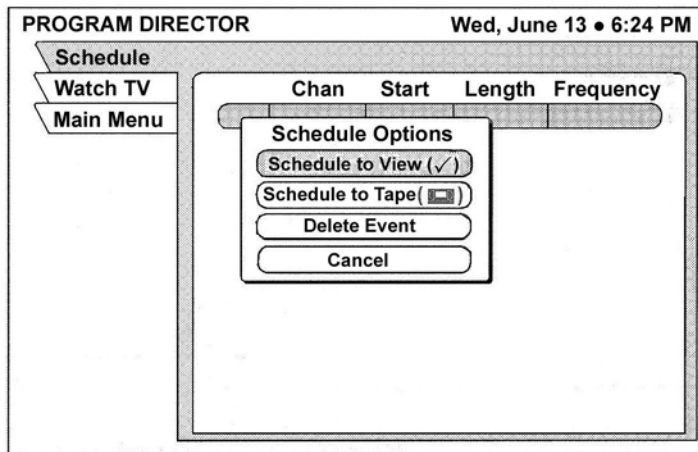 PROGRAM DIRECTOR Wed, June 13 ● 6:24 PM
Schedule
Watch TV
Main Menu
Chan Start Length Frequency
Schedule Options
Schedule to View (✓)
Schedule to Tape( )
Delete Event
Cancel